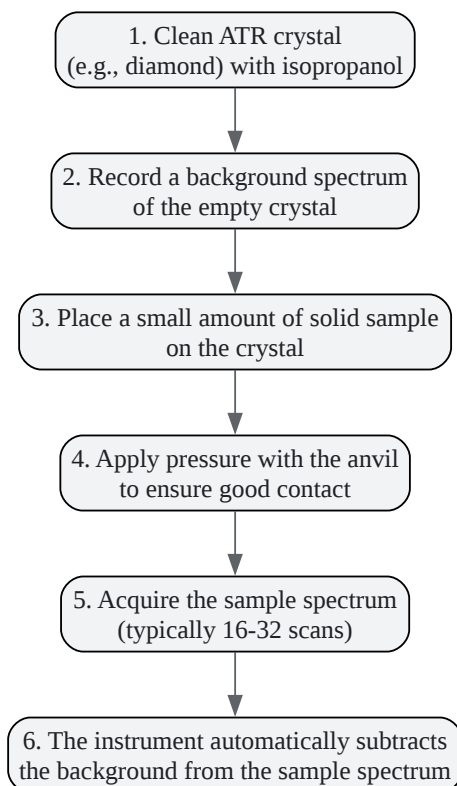 1. Clean ATR crystal
(e.g., diamond) with isopropanol
2. Record a background spectrum
of the empty crystal
3. Place a small amount of solid sample
on the crystal
4. Apply pressure with the anvil
to ensure good contact
5. Acquire the sample spectrum
(typically 16-32 scans)
6. The instrument automatically subtracts
the background from the sample spectrum